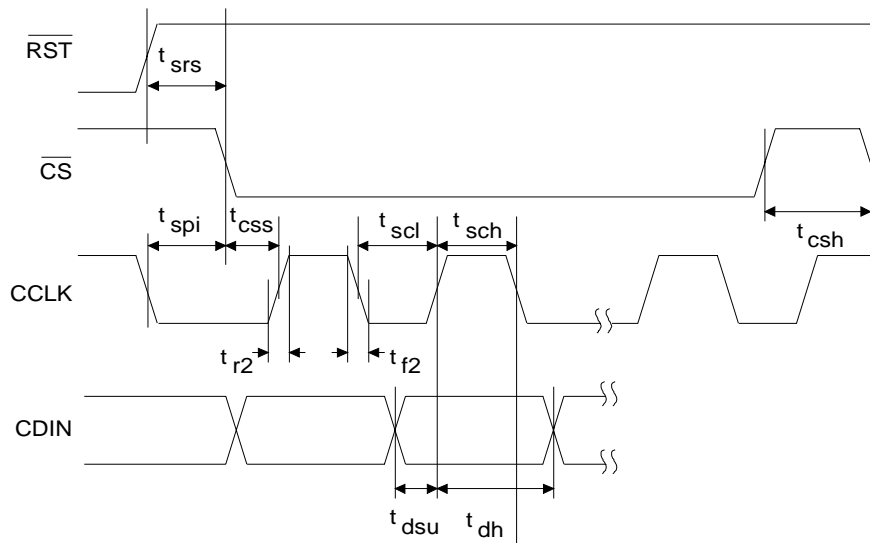 RST
t srs
CS
t spi
t css
t scl
t sch
t csh
CCLK
t r2
t f2
CDIN
t dsu
t dh